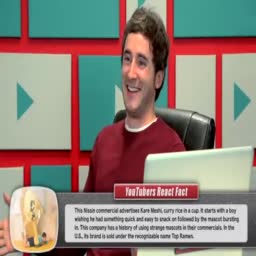 YouTubers React Fact
This Nissin commercial advertises Kare Meshi, curry rice in a cup. It starts with a boy
wishing he had something quick and easy to snack on followed by the mascot bursting
in. This company has a history of using strange mascots in their commercials. In the
U.S., its brand is sold under the recognizable name Top Ramen.